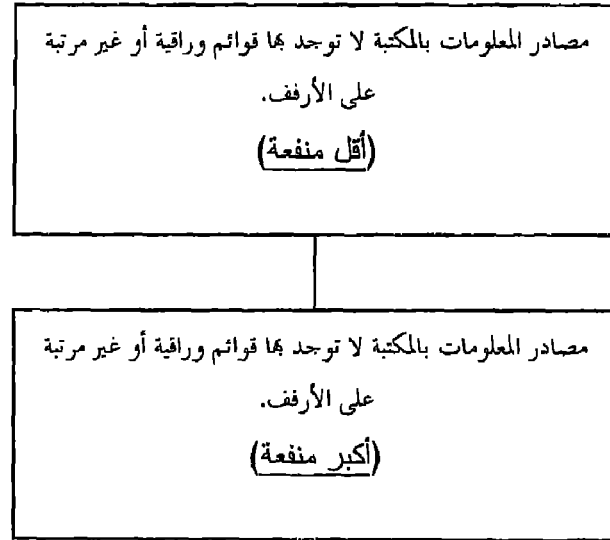 مصادر المعلومات بالمكتبة لا توجد بها قوائم وراقية أو غير مرتبة
على الأرفف.
(أقل منفعة)
مصادر المعلومات بالمكتبة لا توجد بها قوائم وراقية أو غير مرتبة
على الأرفف.
(أكبر منفعة)